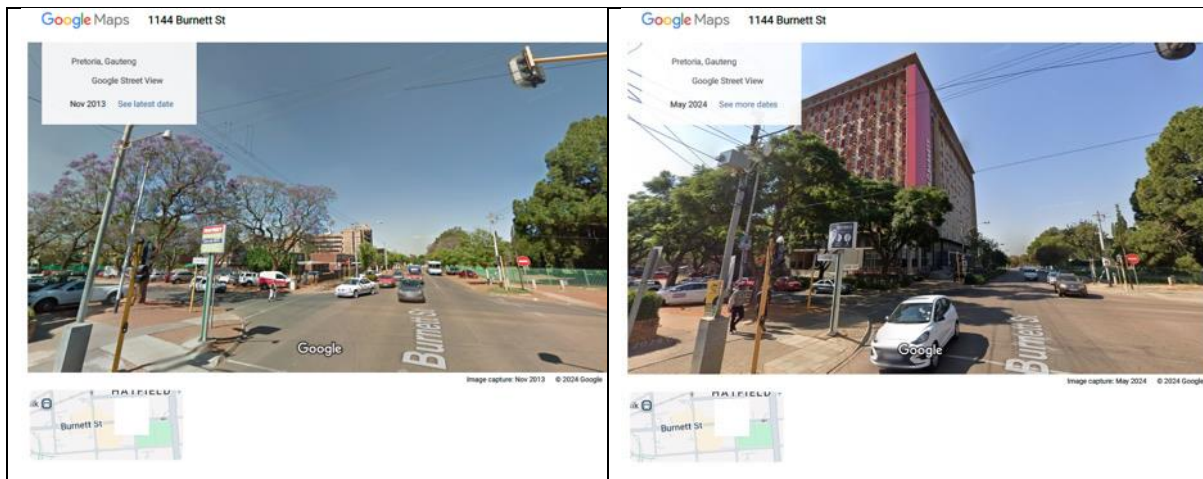 Google Maps 1144 Burnett St
Pretoria, Gauteng
Google Street View
Nov 2013 See latest date
Burnett St
Google
Image capture: Nov 2013 © 2024 Google
HATFIELD
Burnett St
Google Maps 1144 Burnett St
Pretoria, Gauteng
Google Street View
May 2024 See more dates
Burnett St
Google
Image capture: May 2024 © 2024 Google
HATFIELD
Burnett St